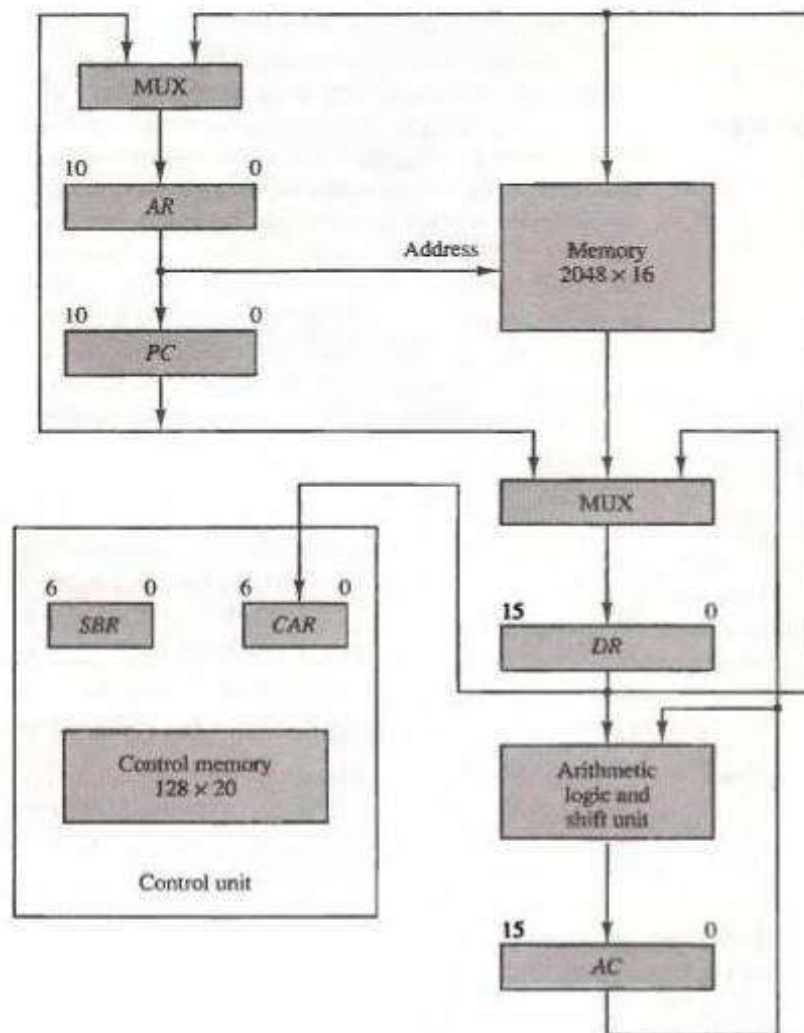 MUX
10 0
AR
Address
Memory
2048 × 16
10 0
PC
MUX
6 0
SBR
6 0
CAR
15 0
DR
Control memory
128 × 20
Arithmetic
logic and
shift unit
Control unit
15 0
AC